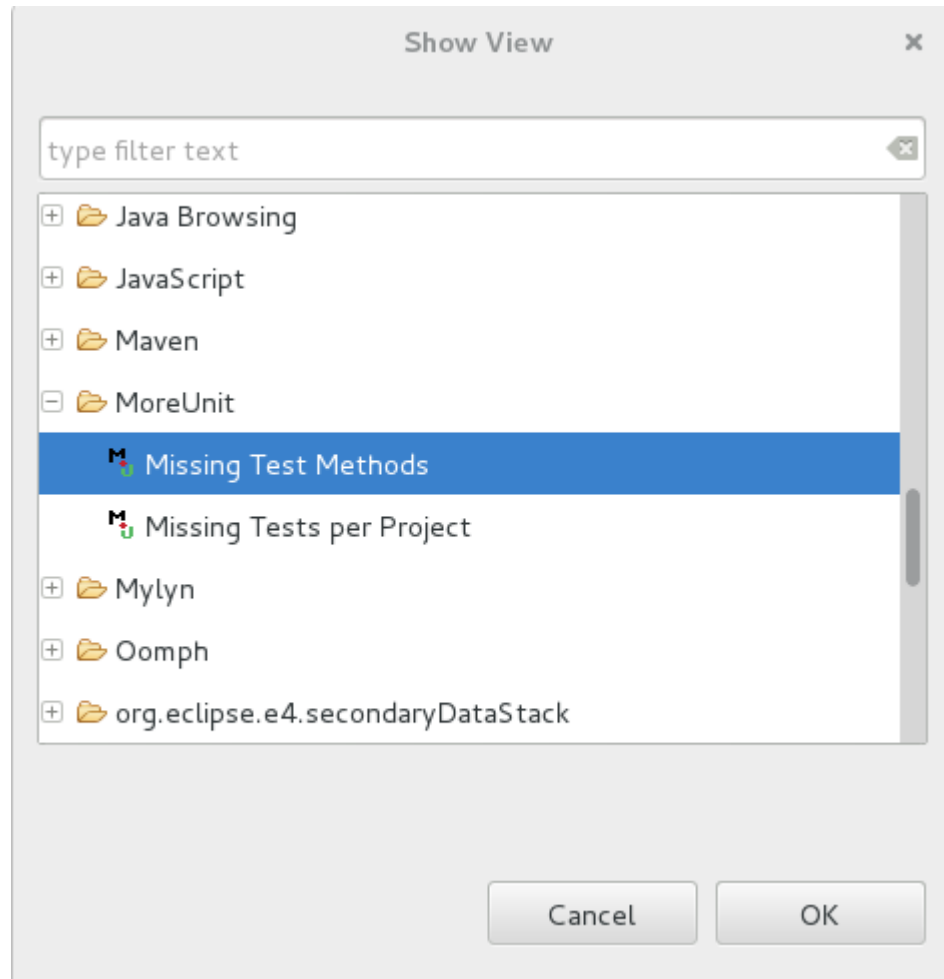 Show View
type filter text
Java Browsing
JavaScript
Maven
MoreUnit
Missing Test Methods
Missing Tests per Project
Mylyn
Oomph
org.eclipse.e4.secondaryDataStack
Cancel OK